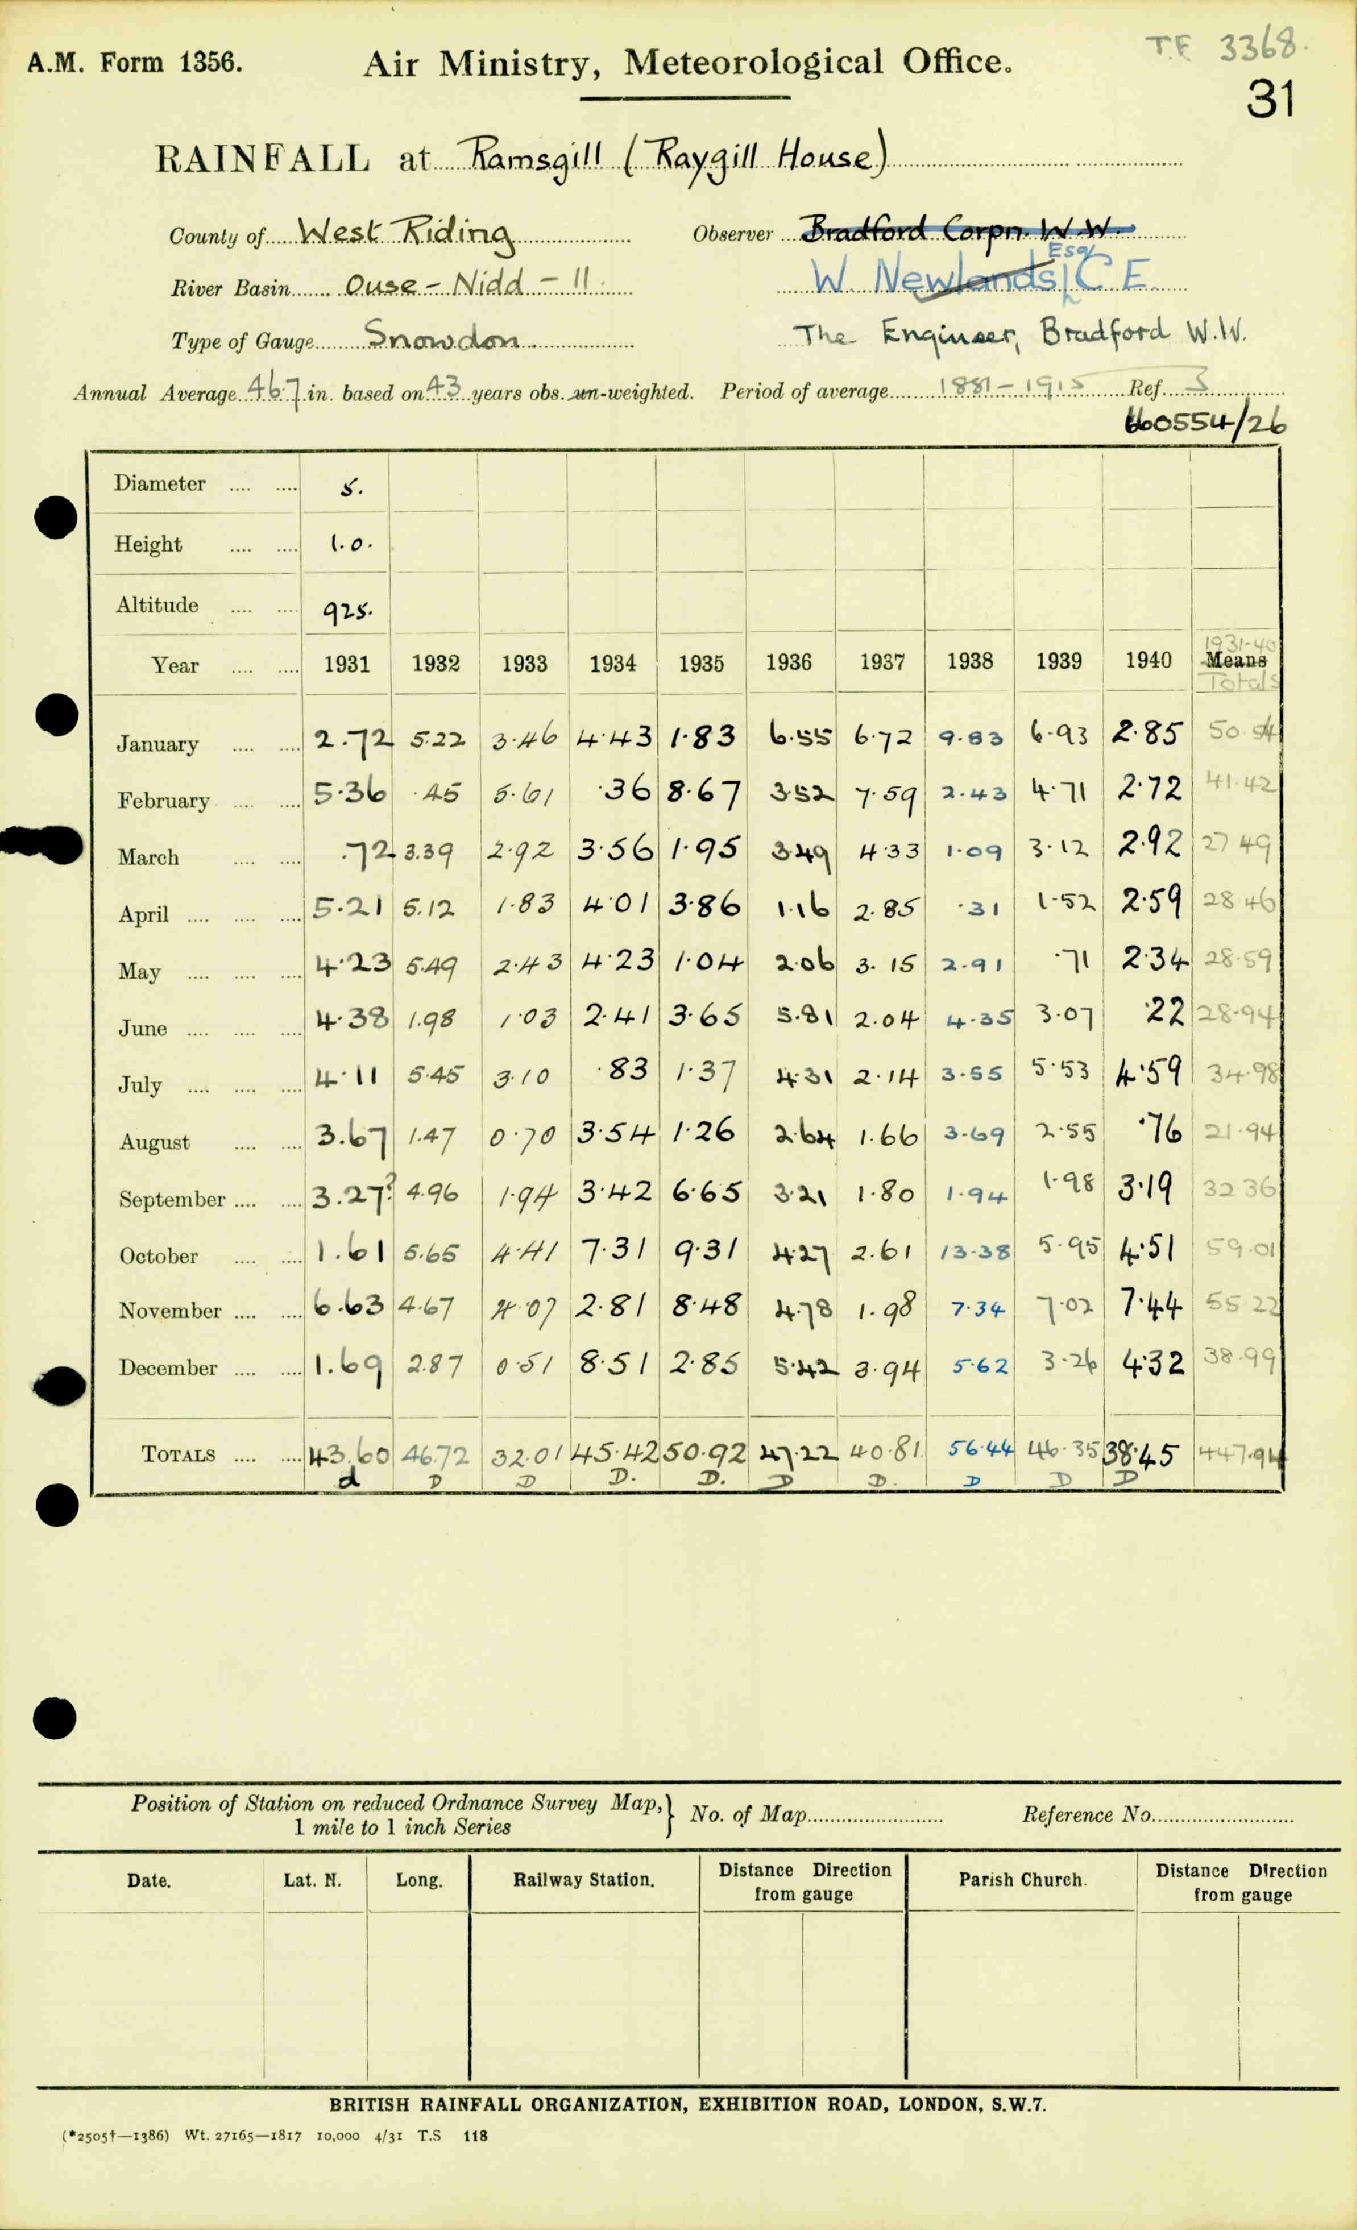 TF 3368.
A.M. Form 1356. Air Ministry, Meteorological Office.
31
RAINFALL at Ramsgill (Raygill House)
County of West Riding Observer Bradford Corpn. W.W.
Esq
River Basin Ouse - Nidd - 11. W. Newlands C E.
Type of Gauge Snowdon. The Engineer, Bradford W.W.
Annual Average 46.7 in. based on 43 years obs. un-weighted. Period of average 1881-1915 Ref. S
660554/26
Diameter .... .... 5.
Height .... .... 1.0.
Altitude .... .... 925.
1931-40
Year .... .... 1931 1932 1933 1934 1935 1936 1937 1938 1939 1940 Means
Totals
January .... .... 2.72 5.22 3.46 4.43 1.83 6.55 6.72 9.83 6.93 2.85 50.54
February .... .... 5.36 .45 5.61 .36 8.67 3.52 7.59 2.43 4.71 2.72 41.42
March .... .... .72 3.39 2.92 3.56 1.95 3.49 4.33 1.09 3.12 2.92 27.49
April .... .... .... 5.21 5.12 1.83 4.01 3.86 1.16 2.85 .31 1.52 2.59 28.46
May .... .... .... 4.23 5.49 2.43 4.23 1.04 2.06 3.15 2.91 .71 2.34 28.59
June .... .... .... 4.38 1.98 1.03 2.41 3.65 5.81 2.04 4.35 3.07 .22 28.94
July .... .... .... 4.11 5.45 3.10 .83 1.37 4.31 2.14 3.55 5.53 4.59 34.98
August .... .... 3.67 1.47 0.70 3.54 1.26 2.64 1.66 3.69 2.55 .76 21.94
September .... .... 3.27? 4.96 1.94 3.42 6.65 3.21 1.80 1.94 1.98 3.19 32.36
October .... .... 1.61 5.65 4.41 7.31 9.31 4.27 2.61 13.38 5.95 4.51 59.01
November .... .... 6.63 4.67 4.07 2.81 8.48 4.78 1.98 7.34 7.02 7.44 55.22
December .... .... 1.69 2.87 0.51 8.51 2.85 5.42 3.94 5.62 3.26 4.32 38.99
TOTALS .... .... 43.60 46.72 32.01 45.42 50.92 47.22 40.81 56.44 46.35 38.45 447.94
d D D D. D. D D. D D D
Position of Station on reduced Ordnance Survey Map,} No. of Map Reference No.
1 mile to 1 inch Series
Date. Lat. N. Long. Railway Station. Distance Direction from gauge Parish Church. Distance Direction from gauge
BRITISH RAINFALL ORGANIZATION, EXHIBITION ROAD, LONDON, S.W.7.
(*2505†—1386) Wt. 27165—1817 10,000 4/31 T.S 118